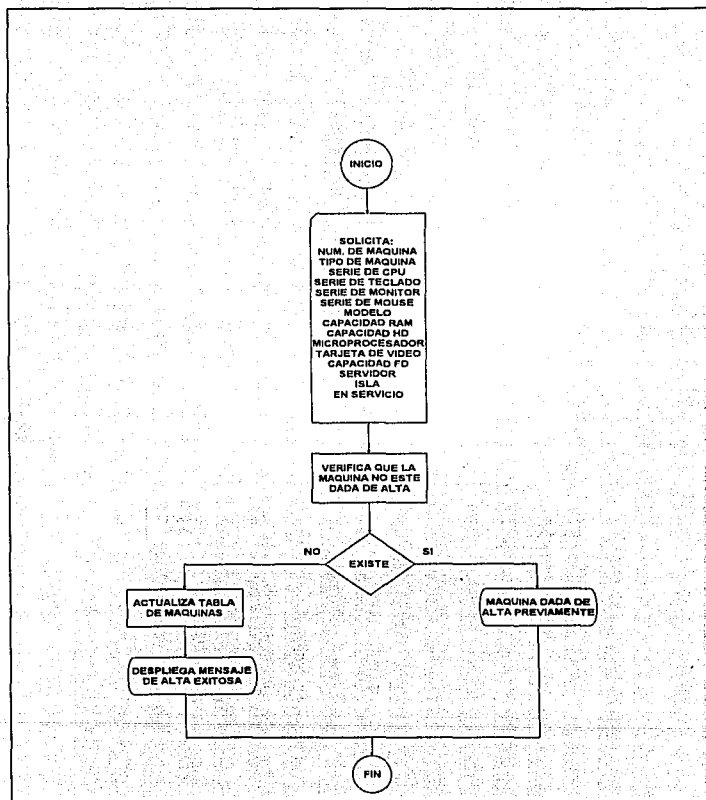 INICIO
SOLICITA:
NUM. DE MAQUINA
TIPO DE MAQUINA
SERIE DE CPU
SERIE DE TECLADO
SERIE DE MONITOR
SERIE DE MOUSE
MODELO
CAPACIDAD RAM
CAPACIDAD HD
MICROPROCESADOR
TARJETA DE VIDEO
CAPACIDAD FD
SERVIDOR
ISLA
EN SERVICIO
VERIFICA QUE LA
MAQUINA NO ESTE
DADA DE ALTA
NO
EXISTE
SI
ACTUALIZA TABLA
DE MAQUINAS
MAQUINA DADA DE
ALTA PREVIAMENTE
DESPLIEGA MENSAJE
DE ALTA EXITOSA
FIN